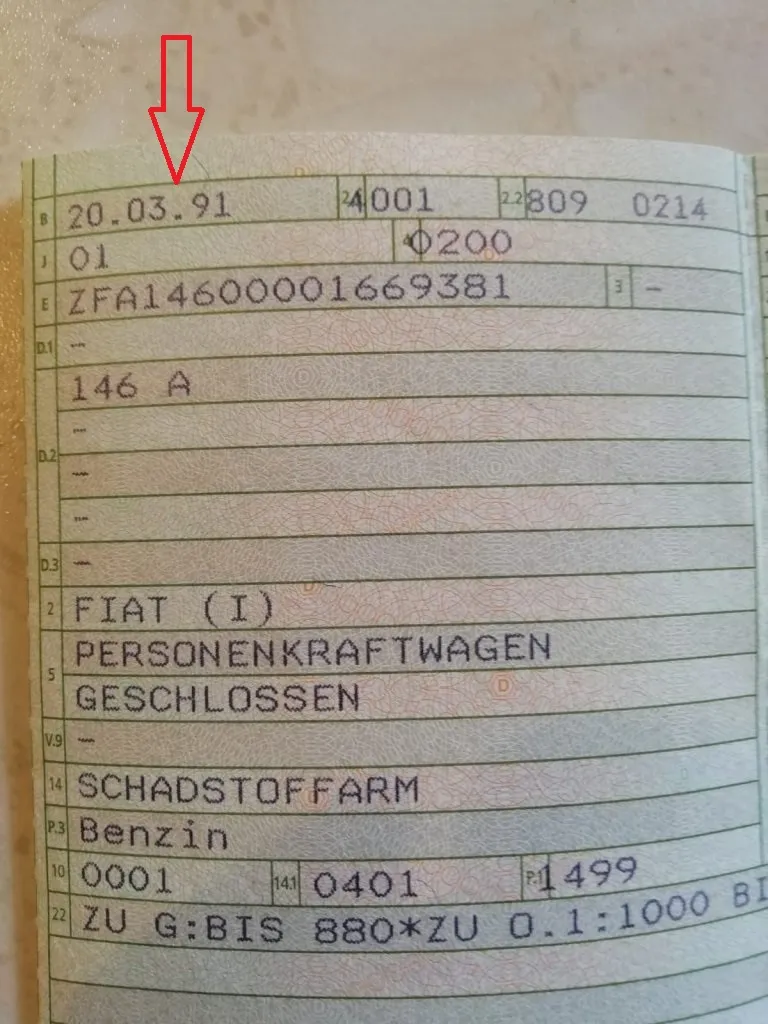 B 20.03.91 2.1 4001 2.2 809 0214
J 01 4 0200
E ZFA14600001669381 3 —
D.1 —
146 A
—
D.2 —
—
D.3 —
2 FIAT (I)
PERSONENKRAFTWAGEN
5
GESCHLOSSEN
V.9 —
14 SCHADSTOFFARM
P.3 Benzin
10 0001 14.1 0401 P.1 1499
22 ZU G:BIS 880*ZU O.1:1000 BI